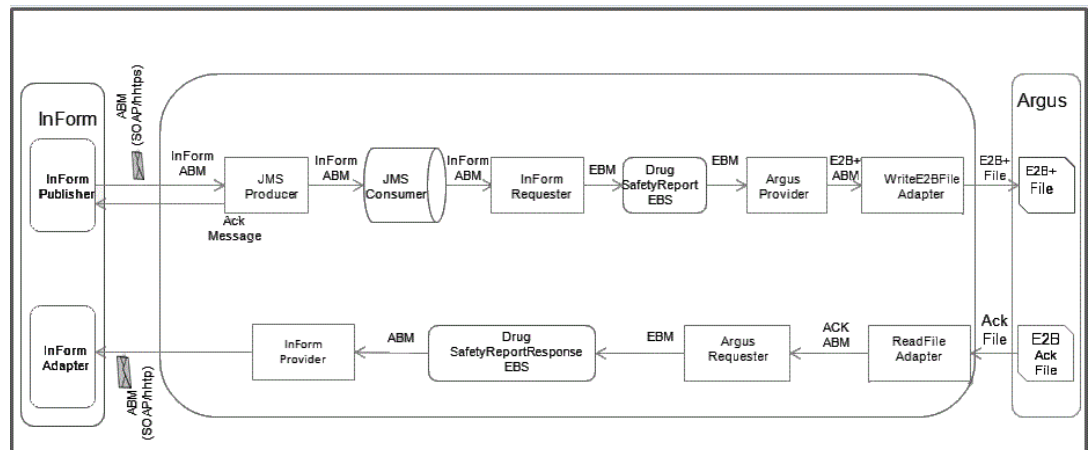 InForm
InForm
Publisher
ABM
(SOAP/hhtps)
InForm
ABM
JMS
Producer
Ack
Message
InForm
ABM
JMS
Consumer
InForm
ABM
InForm
Requester
EBM
Drug
SafetyReport
EBS
EBM
Argus
Provider
E2B+
ABM
WriteE2BFile
Adapter
E2B+
File
Argus
E2B+
File
InForm
Adapter
ABM
(SOAP/hhtp)
InForm
Provider
ABM
Drug
SafetyReportResponse
EBS
EBM
Argus
Requester
ACK
ABM
ReadFile
Adapter
Ack
File
E2B
Ack
File